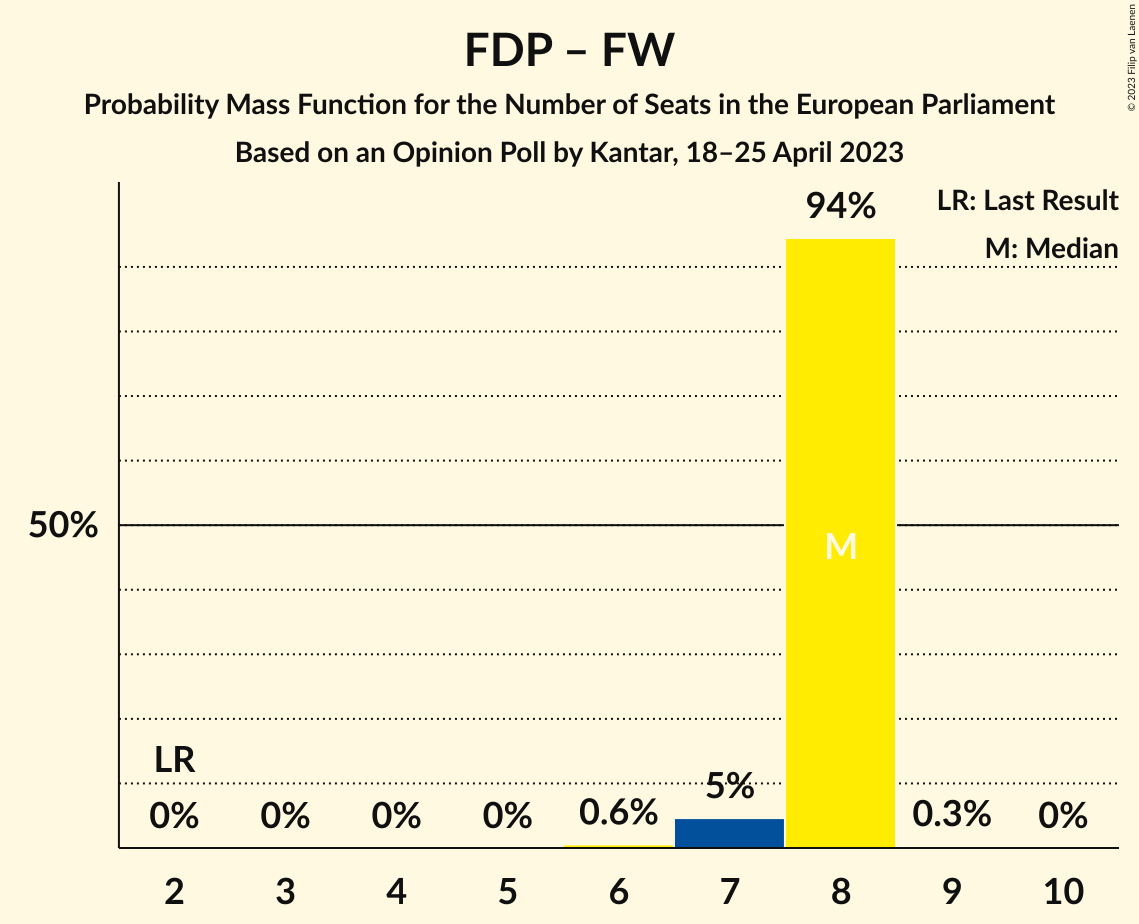 FDP – FW
Probability Mass Function for the Number of Seats in the European Parliament
Based on an Opinion Poll by Kantar, 18–25 April 2023
© 2023 Filip van Laenen
LR: Last Result
M: Median
94%
50%
M
LR
0% 0% 0% 0% 0.6% 5% 0.3% 0%
2 3 4 5 6 7 8 9 10